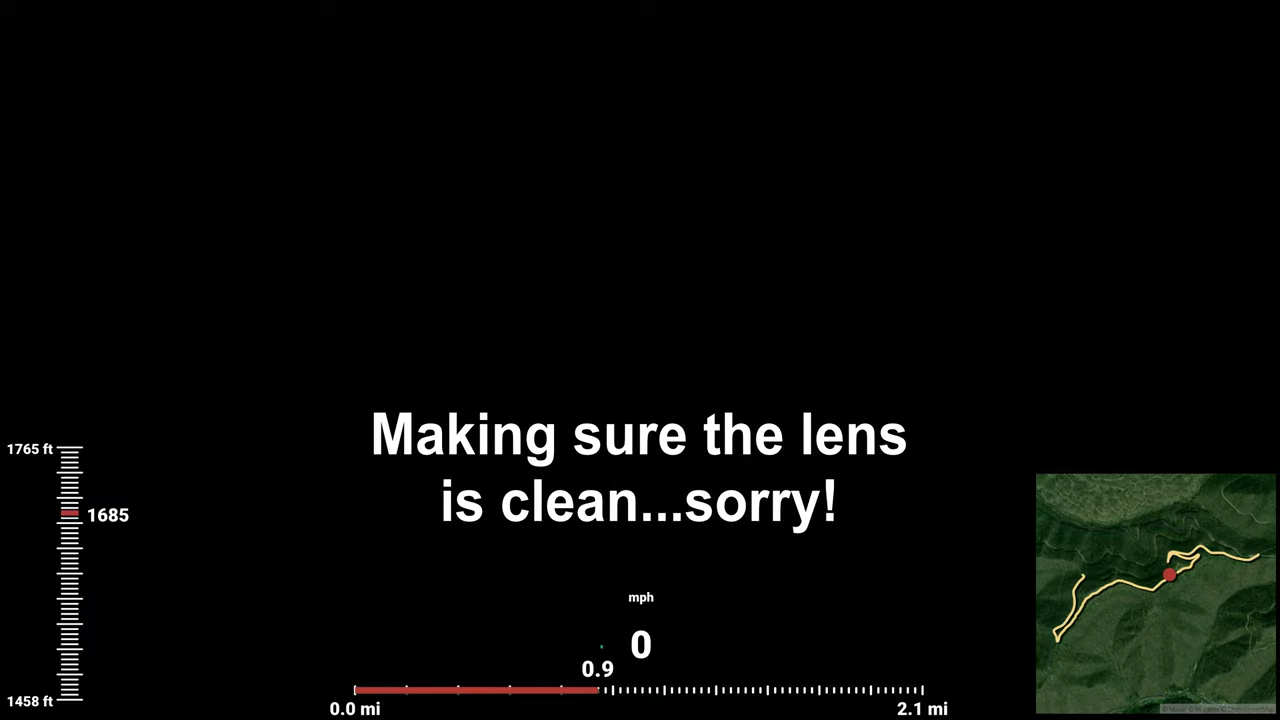 Making sure the lens
is clean...sorry!
1765 ft
1685
1458 ft
mph
0
0.9
0.0 mi
2.1 mi